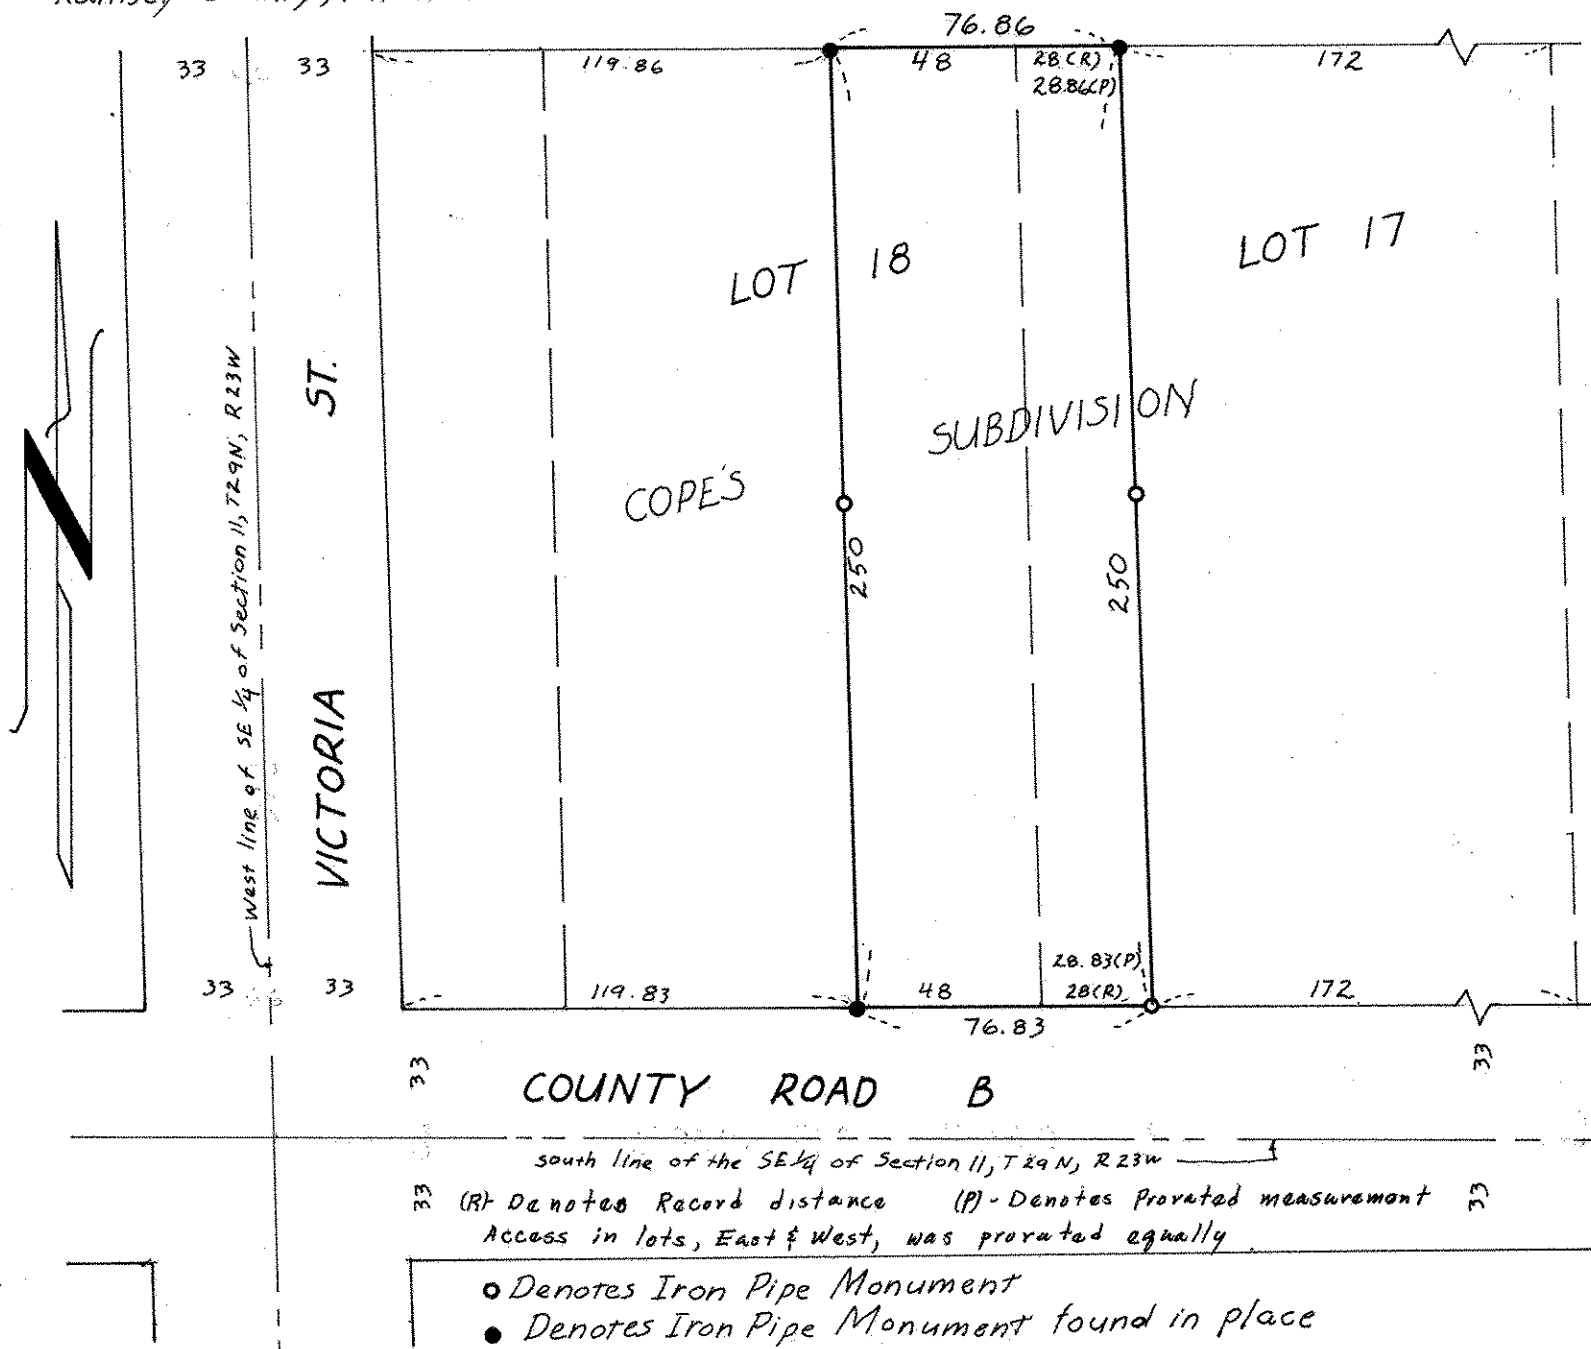 76.86
33
33
119.86
48
28(R)
172
28.86(P)
LOT 18
LOT 17
ST.
West line of SE 1/4 of Section 11, T29N, R23W
SUBDIVISION
COPE'S
N
250
250
VICTORIA
28.83(P)
33
33
119.83
48
28(R)
172
76.83
33
33
COUNTY ROAD B
south line of the SE 1/4 of Section 11, T29N, R23W
33
(R)- Denotes Record distance (P)- Denotes Prorated measurement
33
Access in lots, East & West, was prorated equally
Denotes Iron Pipe Monument
Denotes Iron Pipe Monument found in place